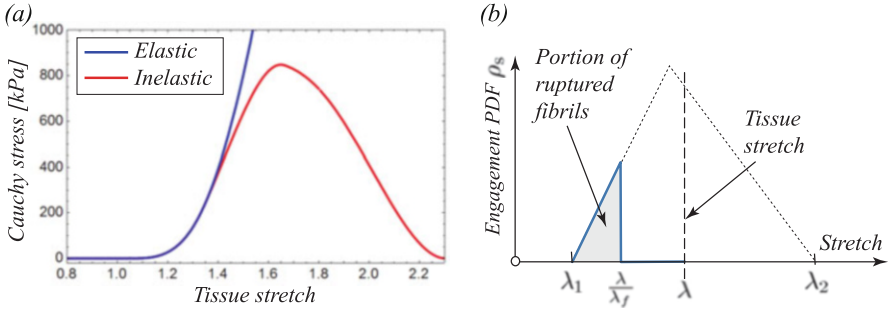 (a)
Cauchy stress [kPa]
1000
800
600
400
200
0
Elastic
Inelastic
0.8 1.0 1.2 1.4 1.6 1.8 2.0 2.2
Tissue stretch
(b)
Engagement PDF ρs
Portion of
ruptured
fibrils
Tissue
stretch
Stretch
λ1
λ/λf
λ
λ2